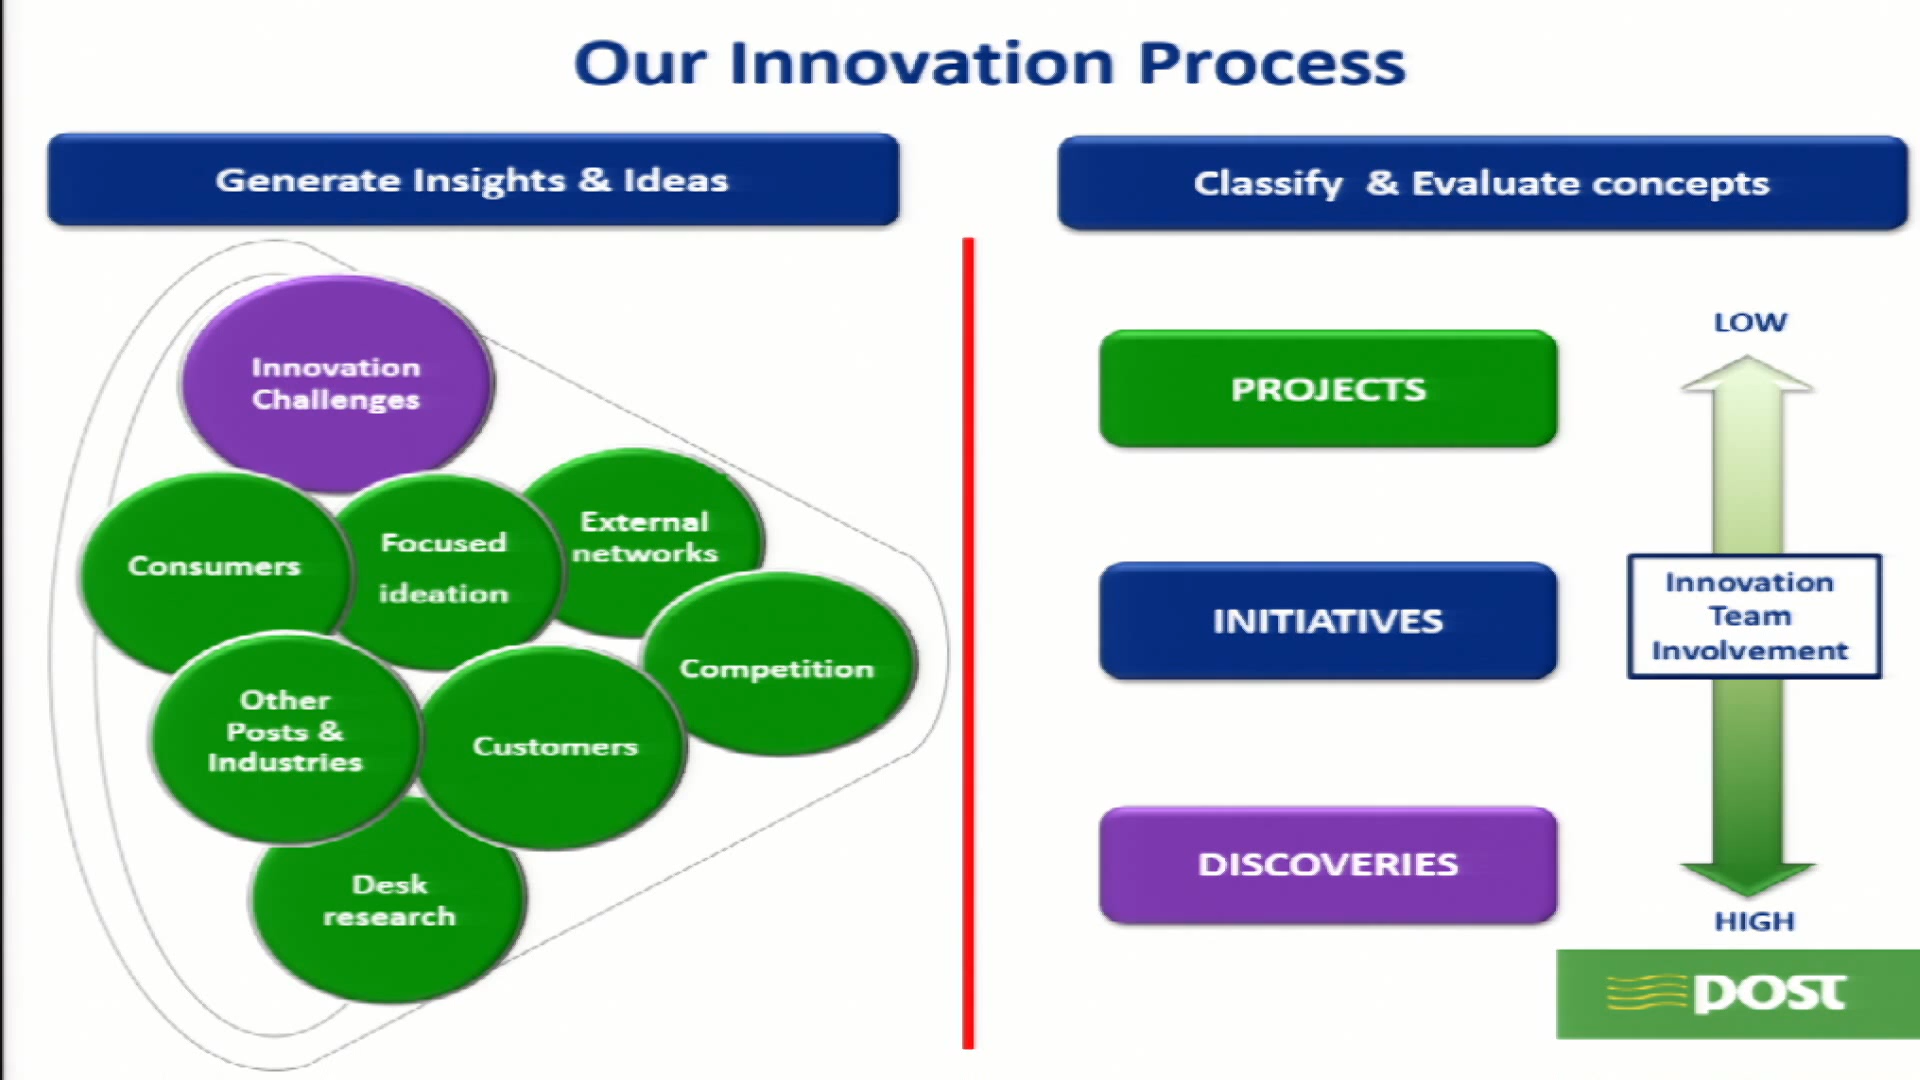 Our Innovation Process
Generate Insights & Ideas
Classify & Evaluate concepts
Innovation
Challenges
Consumers
Focused
ideation
External
networks
Competition
Other
Posts &
Industries
Customers
Desk
research
PROJECTS
INITIATIVES
DISCOVERIES
LOW
Innovation
Team
Involvement
HIGH
post